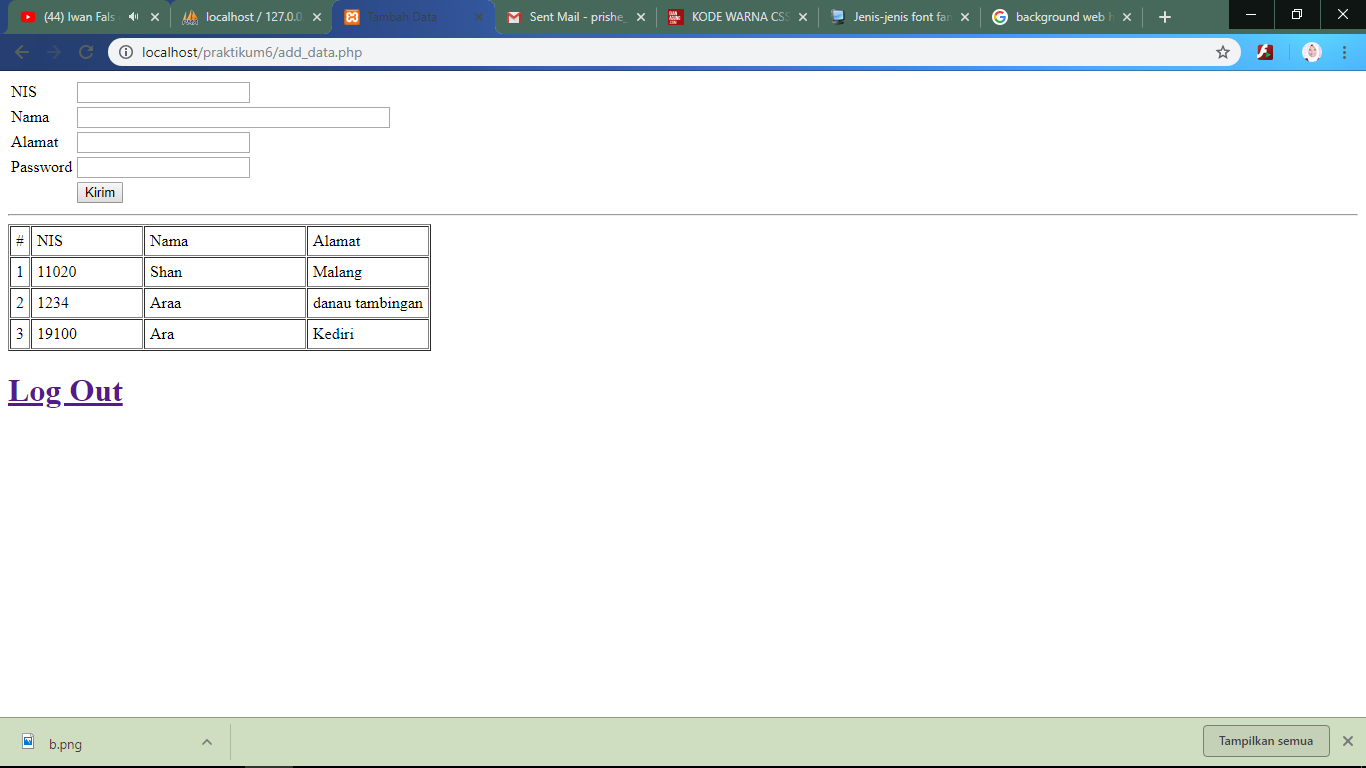 (44) Iwan Fals
localhost / 127.0.0
Tambah Data
Sent Mail - prishe
KODE WARNA CSS
Jenis-jenis font fan
background web h
localhost/praktikum6/add_data.php
NIS
Nama
Alamat
Password
Kirim
# NIS Nama Alamat
1 11020 Shan Malang
2 1234 Araa danau tambingan
3 19100 Ara Kediri
Log Out
b.png
Tampilkan semua